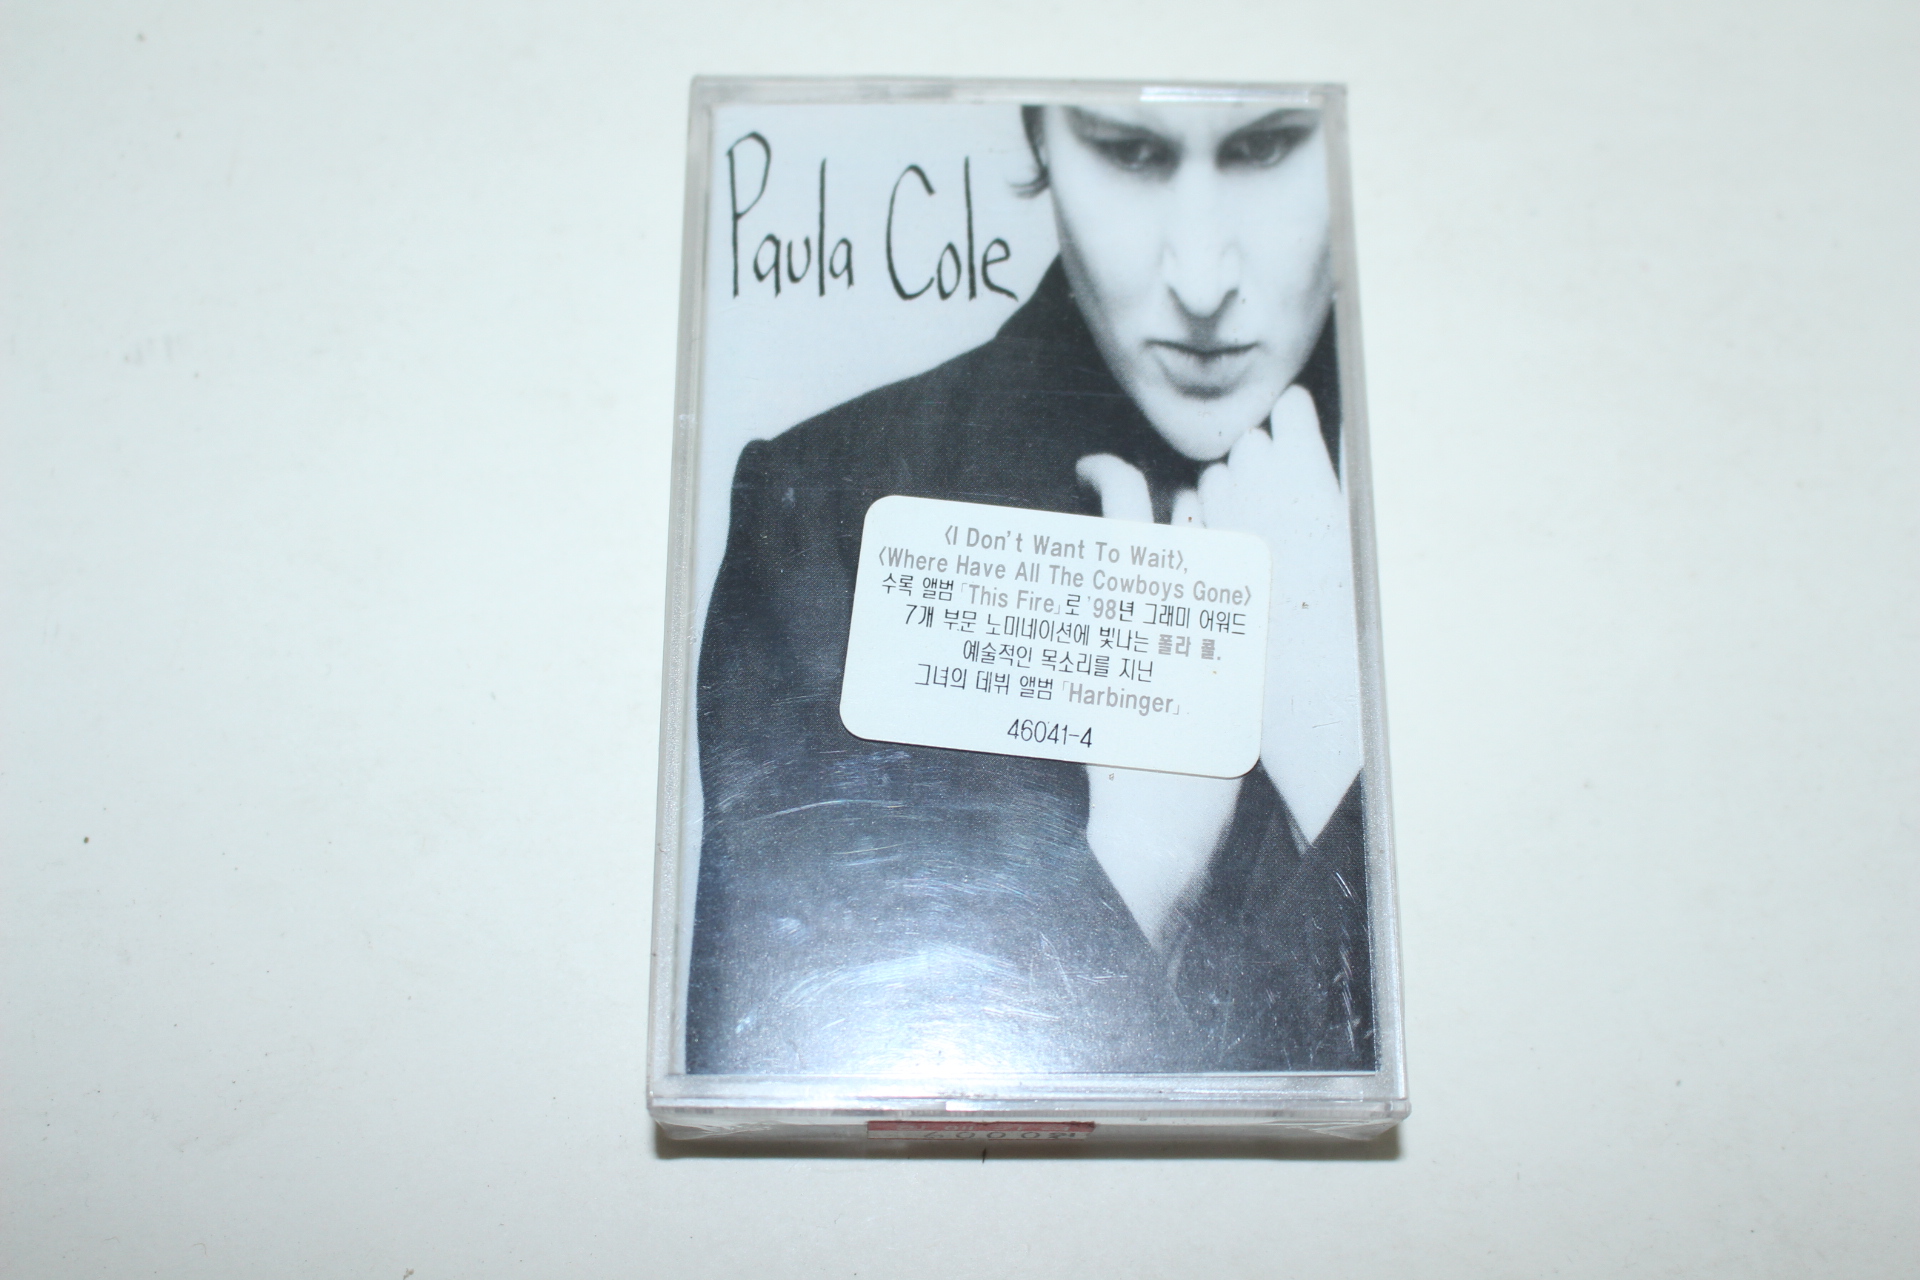 Paula Cole
〈I Don't Want To Wait〉,
〈Where Have All The Cowboys Gone〉
수록 앨범 「This Fire」로 '98년 그래미 어워드
7개 부문 노미네이션에 빛나는 폴라 콜.
예술적인 목소리를 지닌
그녀의 데뷔 앨범 「Harbinger」.
46041-4